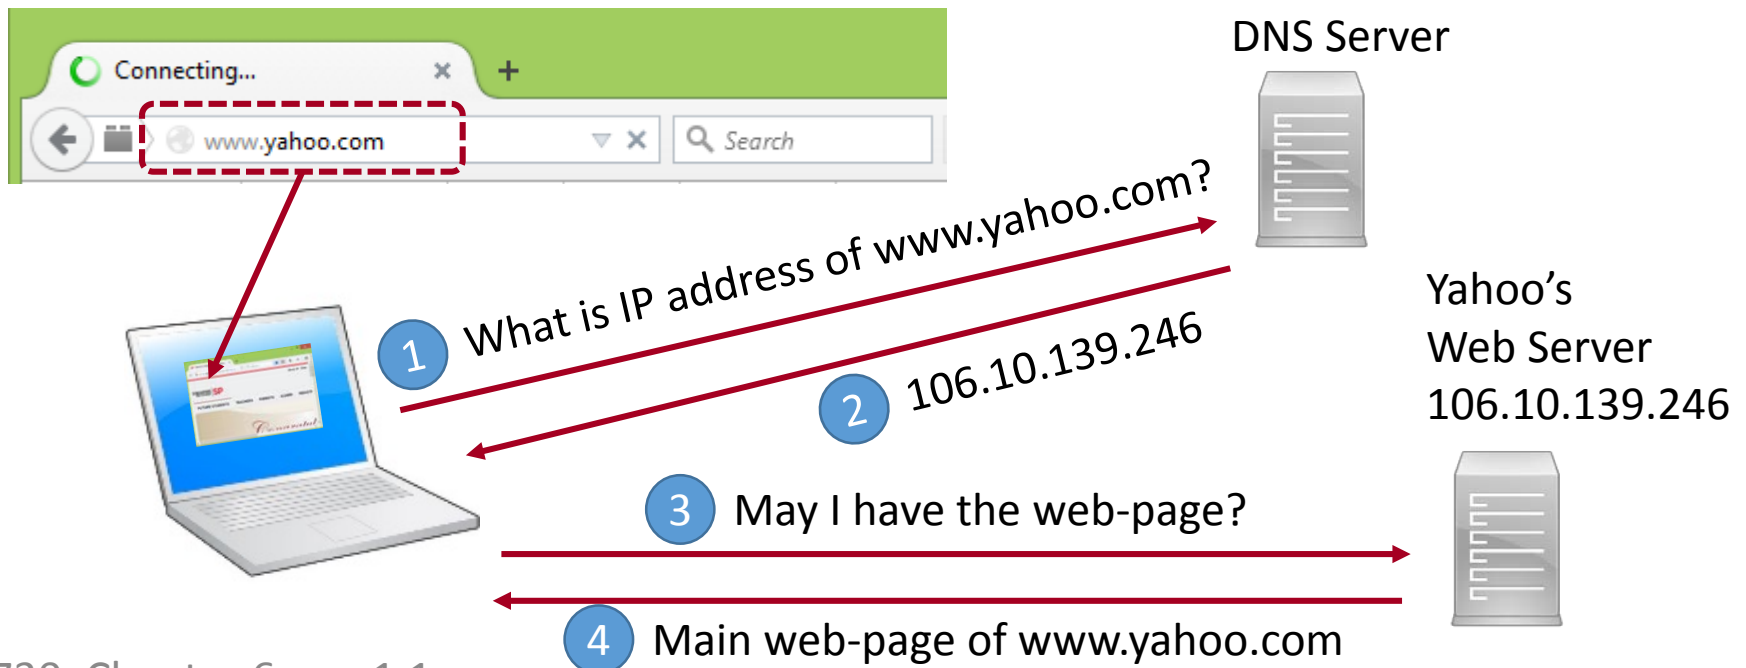 Connecting...
www.yahoo.com
Search
DNS Server
1 What is IP address of www.yahoo.com?
2 106.10.139.246
Yahoo's
Web Server
106.10.139.246
3 May I have the web-page?
4 Main web-page of www.yahoo.com